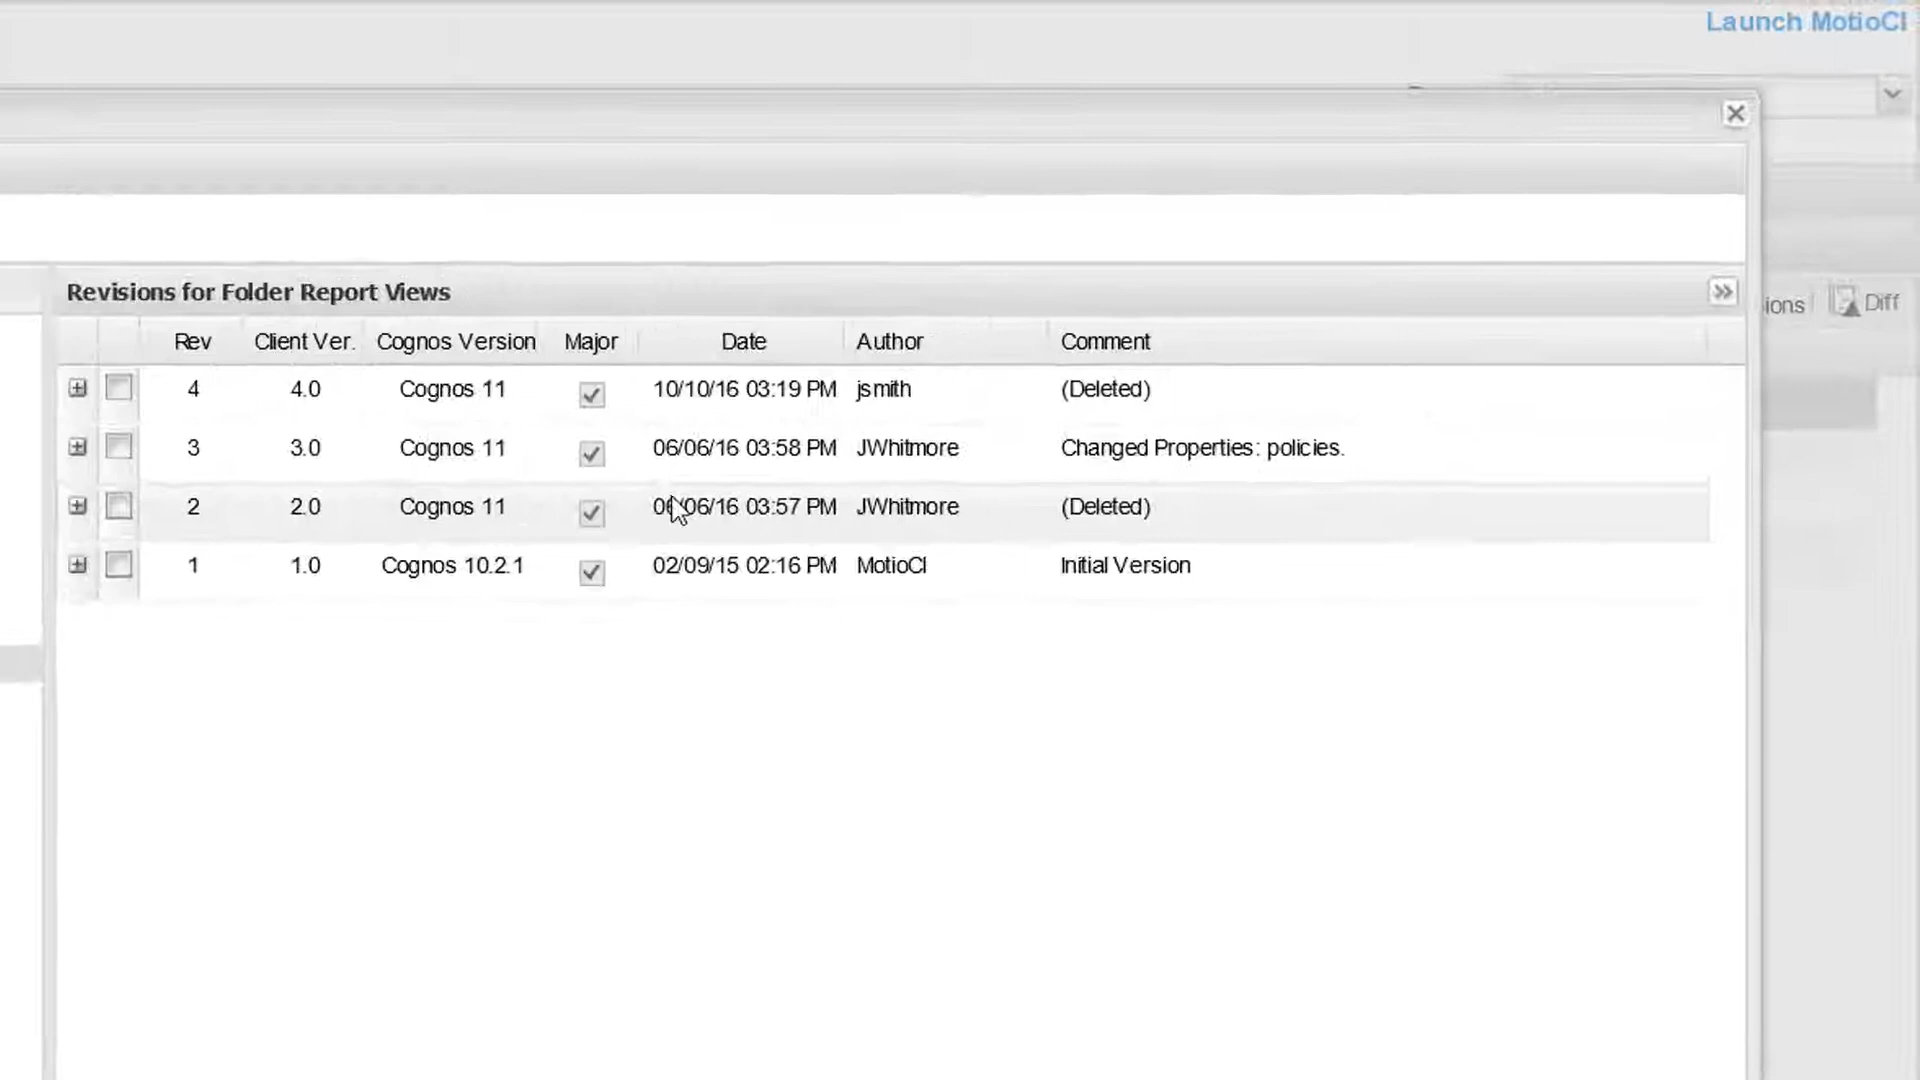 Launch MotioCI
Revisions for Folder Report Views
ions Diff
Rev Client Ver. Cognos Version Major Date Author Comment
4 4.0 Cognos 11 10/10/16 03:19 PM jsmith (Deleted)
3 3.0 Cognos 11 06/06/16 03:58 PM JWhitmore Changed Properties: policies.
2 2.0 Cognos 11 06/06/16 03:57 PM JWhitmore (Deleted)
1 1.0 Cognos 10.2.1 02/09/15 02:16 PM MotioCI Initial Version